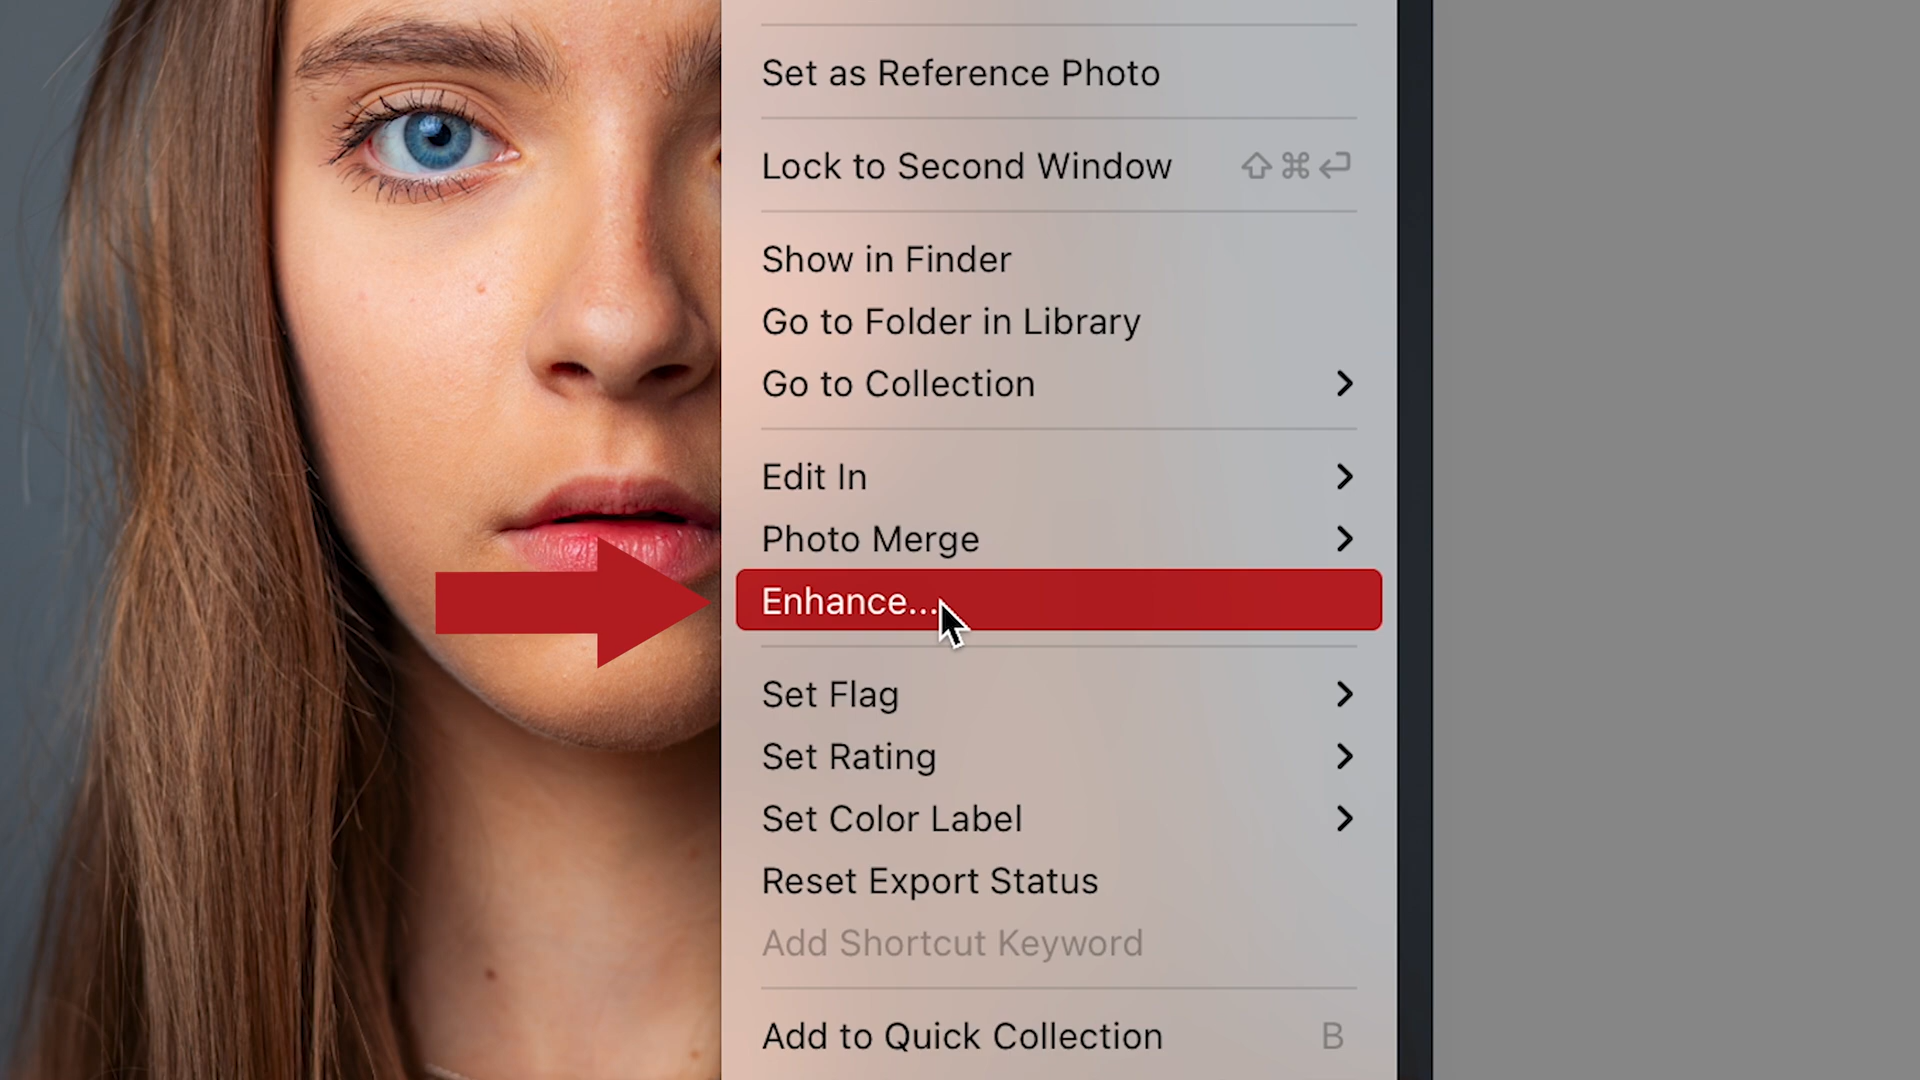 Set as Reference Photo
Lock to Second Window ⇧⌘↩
Show in Finder
Go to Folder in Library
Go to Collection
Edit In
Photo Merge
Enhance...
Set Flag
Set Rating
Set Color Label
Reset Export Status
Add Shortcut Keyword
Add to Quick Collection B